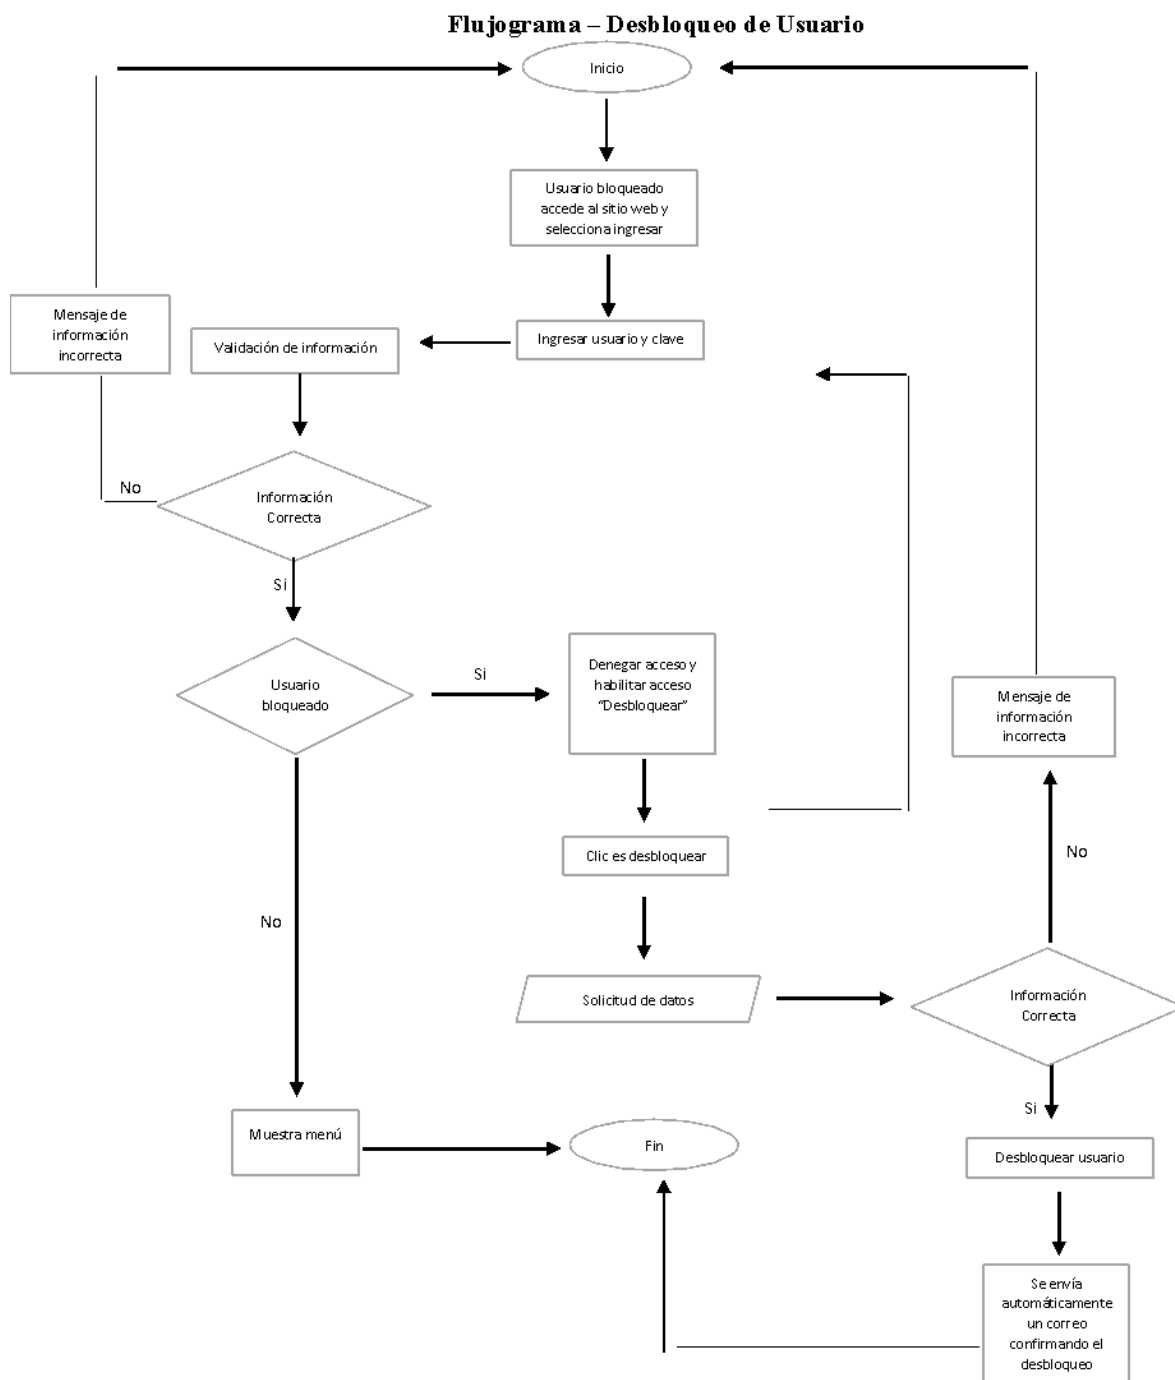 Flujograma – Desbloqueo de Usuario
Inicio
Usuario bloqueado
accede al sitio web y
selecciona ingresar
Ingresar usuario y clave
Validación de información
Mensaje de
información
incorrecta
No
Información
Correcta
Si
Usuario
bloqueado
Si
Denegar acceso y
habilitar acceso
“Desbloquear”
Clic es desbloquear
Solicitud de datos
Información
Correcta
No
Mensaje de
información
incorrecta
Si
Desbloquear usuario
Se envía
automáticamente
un correo
confirmando el
desbloqueo
No
Muestra menú
Fin